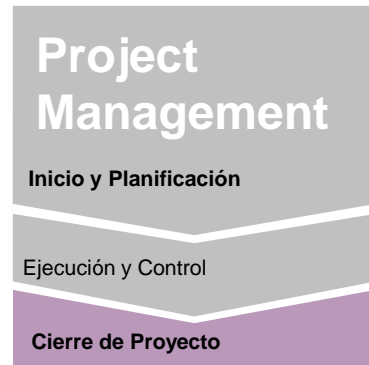 Project
Management
Inicio y Planificación
Ejecución y Control
Cierre de Proyecto